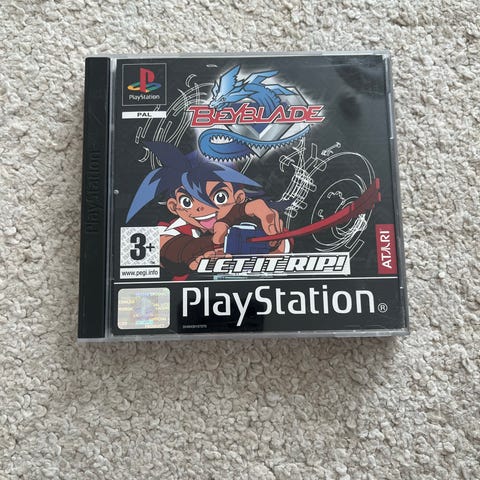 PlayStation
PAL
BEYBLADE
PlayStation
3+
www.pegi.info
LET IT RIP!
ATARI
PlayStation®